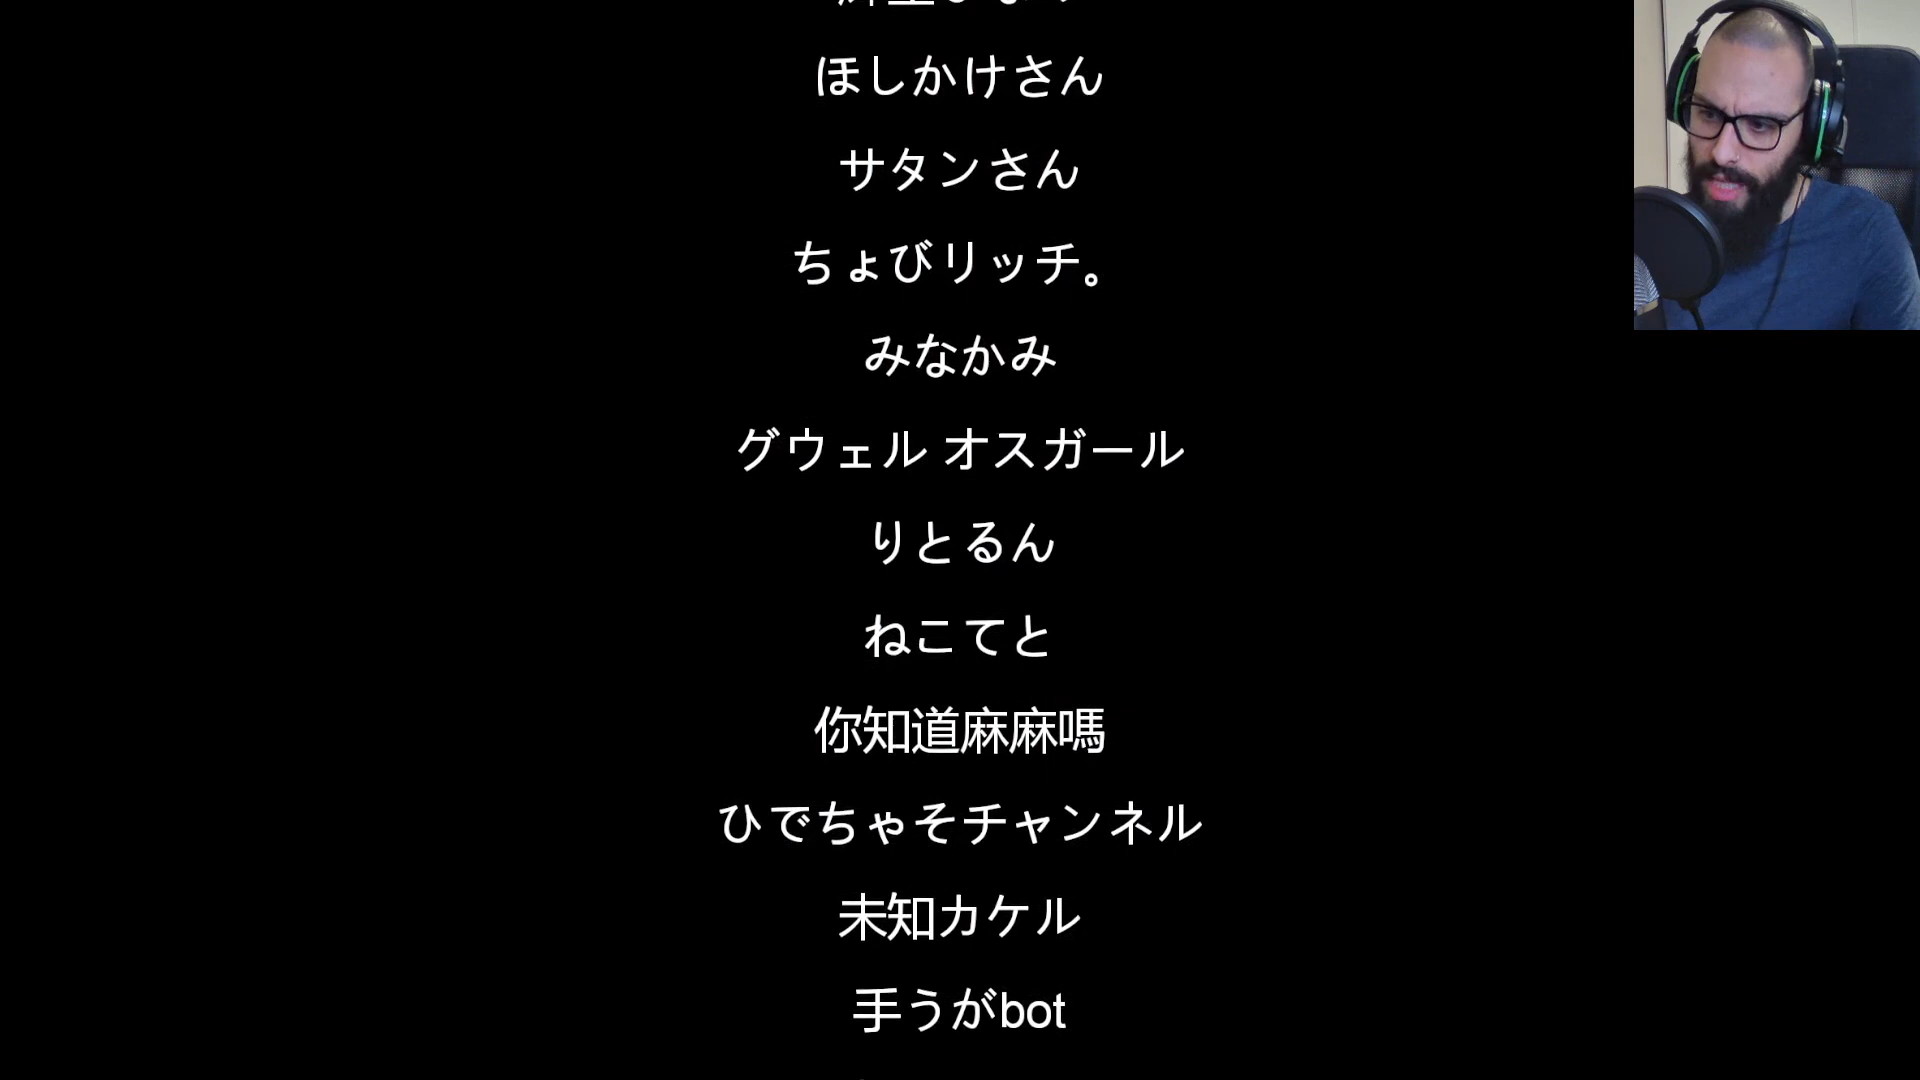 ほしかけさん
サタンさん
ちょびリッチ。
みなかみ
グウェル オスガール
りとるん
ねこてと
你知道麻麻嗎
ひでちゃそチャンネル
未知カケル
手うがbot